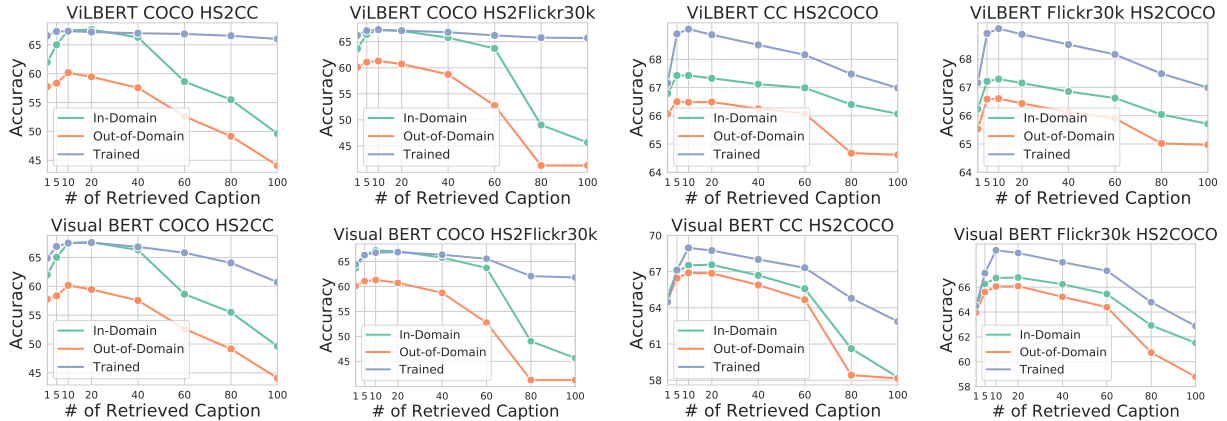 ViLBERT COCO HS2CC
Accuracy
65
60
55
50
45
In-Domain
Out-of-Domain
Trained
1 5 10 20 40 60 80 100
# of Retrieved Caption
ViLBERT COCO HS2Flickr30k
Accuracy
65
60
55
50
45
In-Domain
Out-of-Domain
Trained
1 5 10 20 40 60 80 100
# of Retrieved Caption
ViLBERT CC HS2COCO
Accuracy
68
67
66
65
64
In-Domain
Out-of-Domain
Trained
1 5 10 20 40 60 80 100
# of Retrieved Caption
ViLBERT Flickr30k HS2COCO
Accuracy
68
67
66
65
64
In-Domain
Out-of-Domain
Trained
1 5 10 20 40 60 80 100
# of Retrieved Caption
Visual BERT COCO HS2CC
Accuracy
65
60
55
50
45
In-Domain
Out-of-Domain
Trained
1 5 10 20 40 60 80 100
# of Retrieved Caption
Visual BERT COCO HS2Flickr30k
Accuracy
65
60
55
50
45
In-Domain
Out-of-Domain
Trained
1 5 10 20 40 60 80 100
# of Retrieved Caption
Visual BERT CC HS2COCO
Accuracy
70
67
64
61
58
In-Domain
Out-of-Domain
Trained
1 5 10 20 40 60 80 100
# of Retrieved Caption
Visual BERT Flickr30k HS2COCO
Accuracy
66
64
62
60
58
In-Domain
Out-of-Domain
Trained
1 5 10 20 40 60 80 100
# of Retrieved Caption